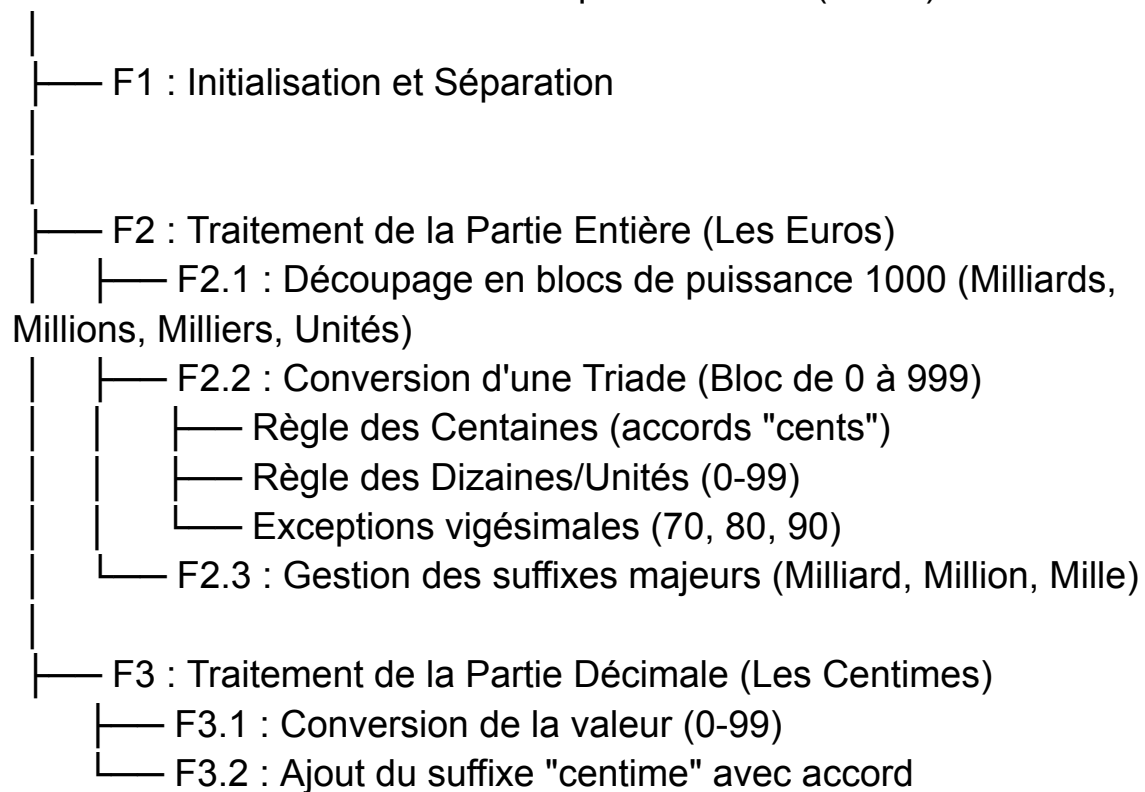 ├── F1 : Initialisation et Séparation
├── F2 : Traitement de la Partie Entière (Les Euros)
│ ├── F2.1 : Découpage en blocs de puissance 1000 (Milliards,
Millions, Milliers, Unités)
│ ├── F2.2 : Conversion d'une Triade (Bloc de 0 à 999)
│ │ ├── Règle des Centaines (accords "cents")
│ │ ├── Règle des Dizaines/Unités (0-99)
│ │ └── Exceptions vigésimales (70, 80, 90)
│ └── F2.3 : Gestion des suffixes majeurs (Milliard, Million, Mille)
├── F3 : Traitement de la Partie Décimale (Les Centimes)
├── F3.1 : Conversion de la valeur (0-99)
└── F3.2 : Ajout du suffixe "centime" avec accord